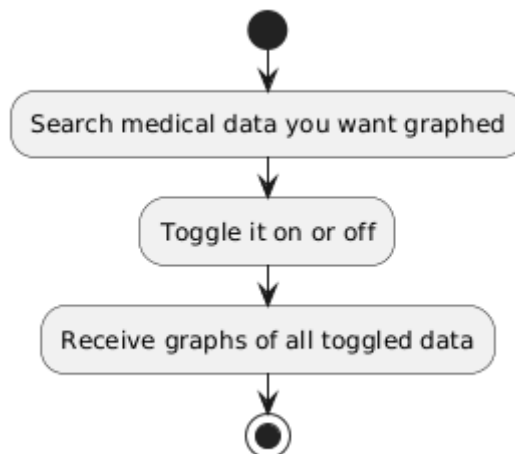 Search medical data you want graphed
Toggle it on or off
Receive graphs of all toggled data